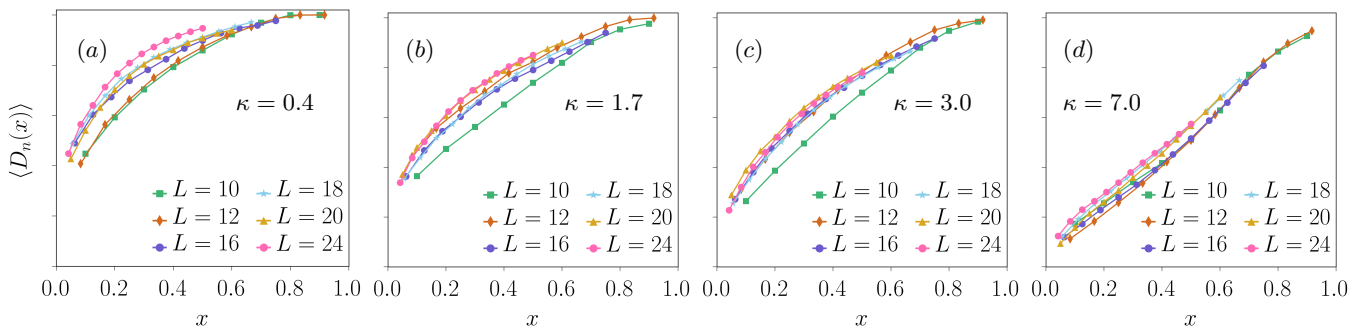 ⟨Dₙ(x)⟩
(a)
κ = 0.4
L = 10 L = 18
L = 12 L = 20
L = 16 L = 24
0.0 0.2 0.4 0.6 0.8 1.0
x
(b)
κ = 1.7
L = 10 L = 18
L = 12 L = 20
L = 16 L = 24
0.0 0.2 0.4 0.6 0.8 1.0
x
(c)
κ = 3.0
L = 10 L = 18
L = 12 L = 20
L = 16 L = 24
0.0 0.2 0.4 0.6 0.8 1.0
x
(d)
κ = 7.0
L = 10 L = 18
L = 12 L = 20
L = 16 L = 24
0.0 0.2 0.4 0.6 0.8 1.0
x